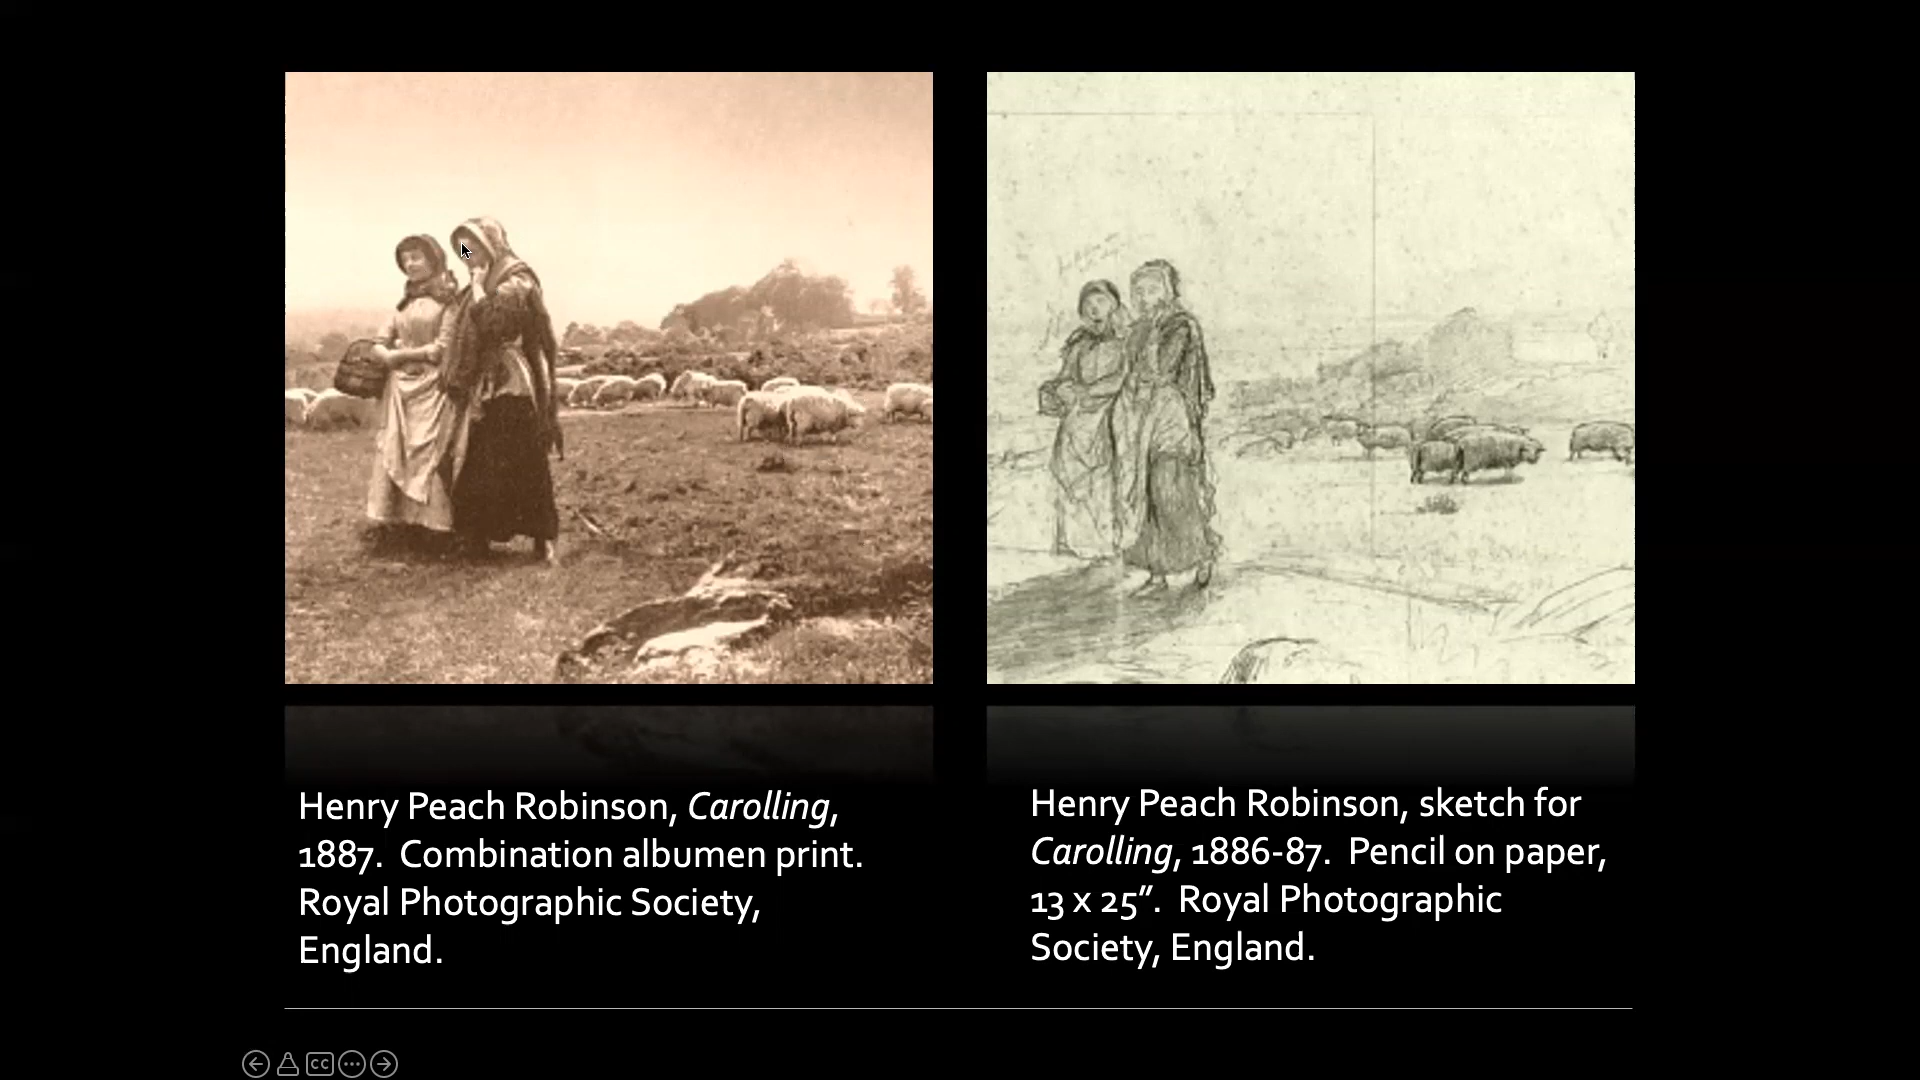 Henry Peach Robinson, Carolling,
1887.  Combination albumen print.
Royal Photographic Society,
England.
Henry Peach Robinson, sketch for
Carolling, 1886-87.  Pencil on paper,
13 x 25”.  Royal Photographic
Society, England.
CC